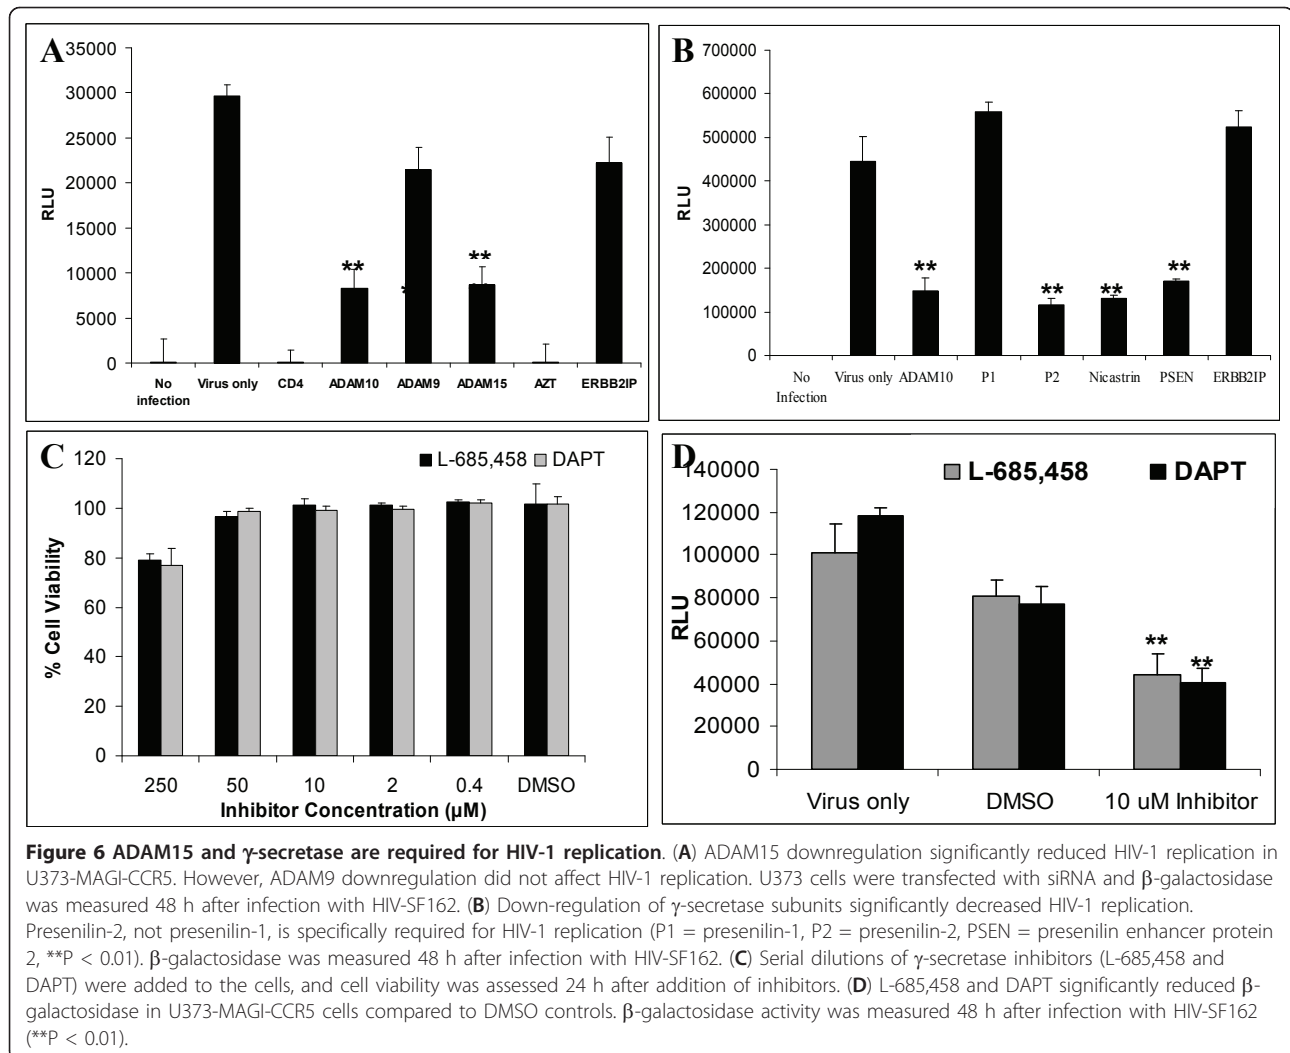 A
35000
30000
25000
20000
15000
10000
5000
0
RLU
** **
*
No infection Virus only CD4 ADAM10 ADAM9 ADAM15 AZT ERBB2IP
B
700000
600000
500000
400000
300000
200000
100000
0
RLU
** ** ** **
No Infection Virus only ADAM10 P1 P2 Nicastrin PSEN ERBB2IP
C
L-685,458 DAPT
120
100
80
60
40
20
0
% Cell Viability
250 50 10 2 0.4 DMSO
Inhibitor Concentration (µM)
D
L-685,458 DAPT
140000
120000
100000
80000
60000
40000
20000
0
RLU
** **
Virus only DMSO 10 uM Inhibitor
Figure 6 ADAM15 and γ-secretase are required for HIV-1 replication. (A) ADAM15 downregulation significantly reduced HIV-1 replication in
U373-MAGI-CCR5. However, ADAM9 downregulation did not affect HIV-1 replication. U373 cells were transfected with siRNA and β-galactosidase
was measured 48 h after infection with HIV-SF162. (B) Down-regulation of γ-secretase subunits significantly decreased HIV-1 replication.
Presenilin-2, not presenilin-1, is specifically required for HIV-1 replication (P1 = presenilin-1, P2 = presenilin-2, PSEN = presenilin enhancer protein
2, **P < 0.01). β-galactosidase was measured 48 h after infection with HIV-SF162. (C) Serial dilutions of γ-secretase inhibitors (L-685,458 and
DAPT) were added to the cells, and cell viability was assessed 24 h after addition of inhibitors. (D) L-685,458 and DAPT significantly reduced β-
galactosidase in U373-MAGI-CCR5 cells compared to DMSO controls. β-galactosidase activity was measured 48 h after infection with HIV-SF162
(**P < 0.01).